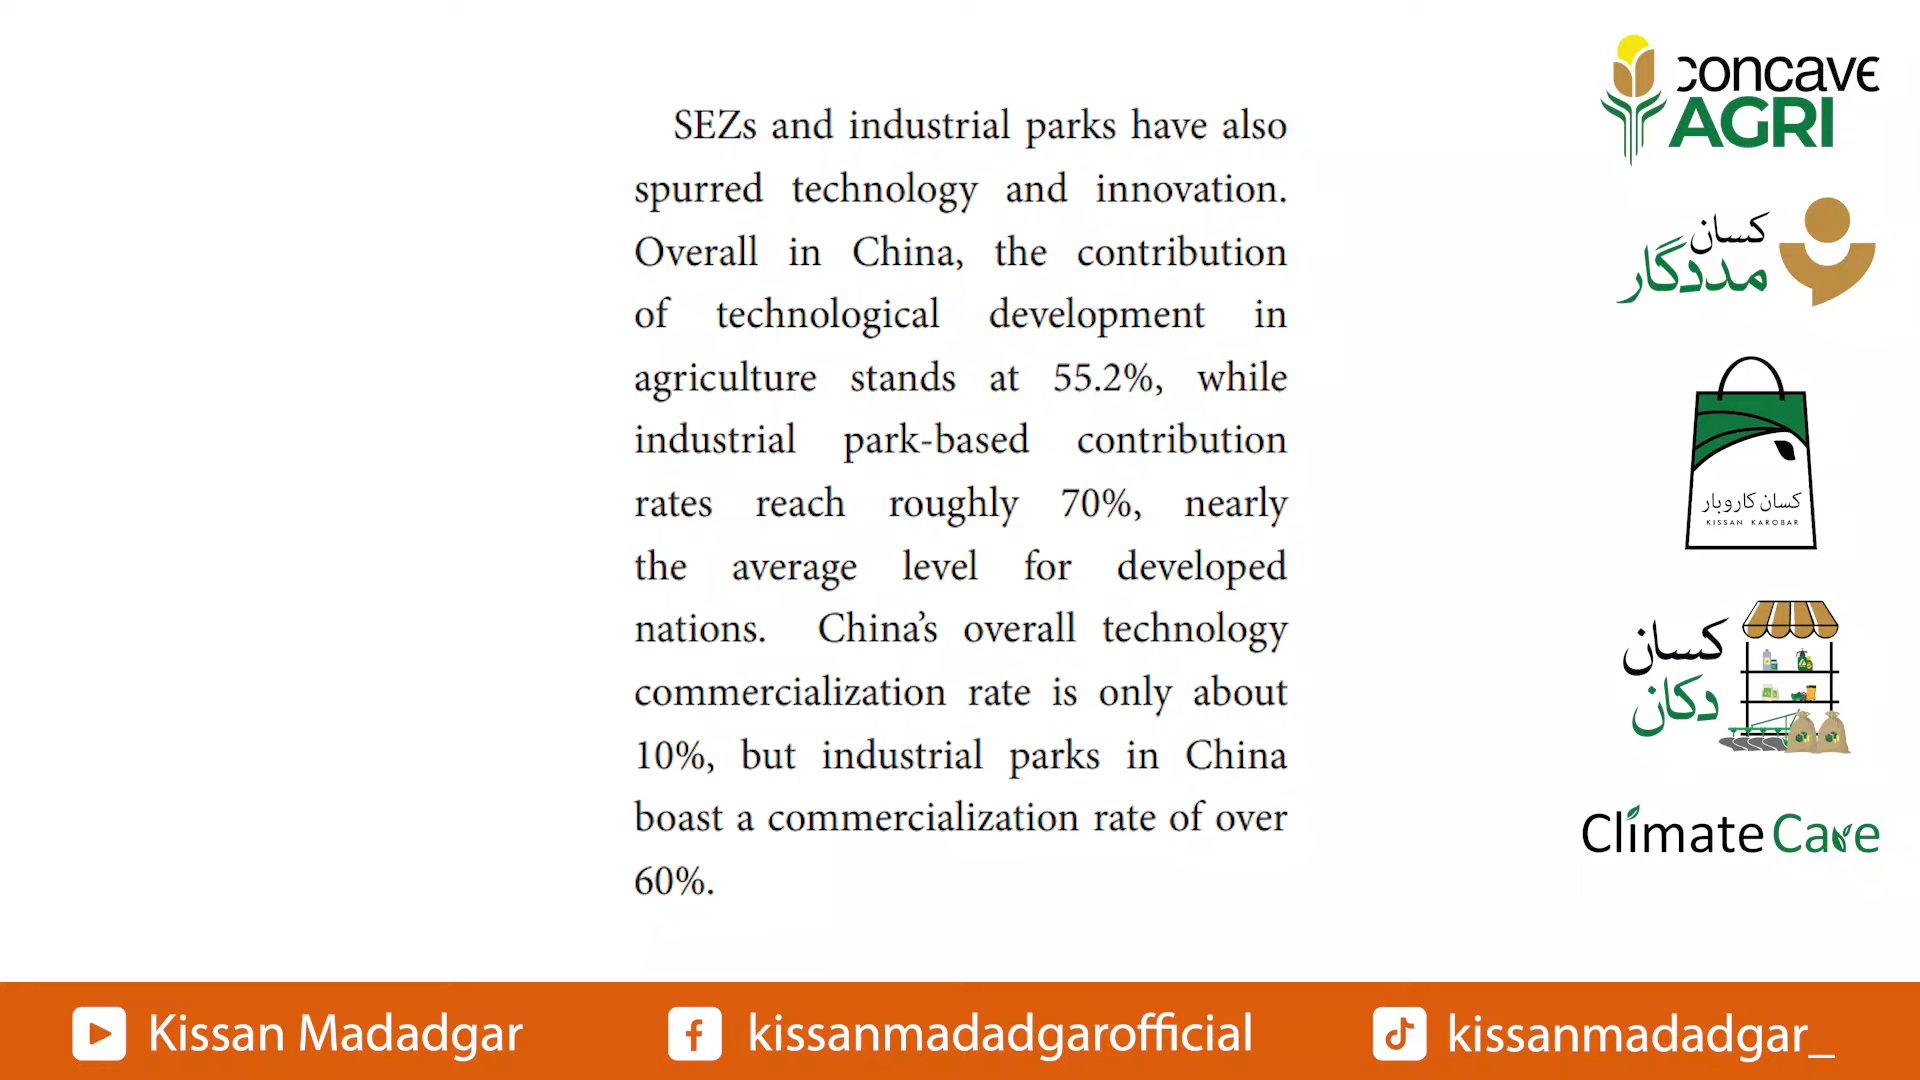 SEZs and industrial parks have also
spurred technology and innovation.
Overall in China, the contribution
of technological development in
agriculture stands at 55.2%, while
industrial park-based contribution
rates reach roughly 70%, nearly
the average level for developed
nations. China’s overall technology
commercialization rate is only about
10%, but industrial parks in China
boast a commercialization rate of over
60%.
concave
AGRI
کسان
مددگار
کسان کاروبار
KISSAN KAROBAR
کسان
دکان
Climate Care
Kissan Madadgar
kissanmadadgarofficial
kissanmadadgar_